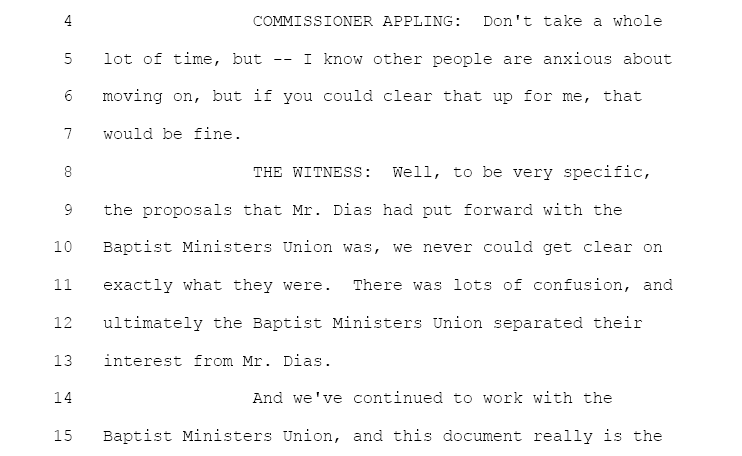 4 COMMISSIONER APPLING: Don't take a whole
5 lot of time, but -- I know other people are anxious about
6 moving on, but if you could clear that up for me, that
7 would be fine.
8 THE WITNESS: Well, to be very specific,
9 the proposals that Mr. Dias had put forward with the
10 Baptist Ministers Union was, we never could get clear on
11 exactly what they were. There was lots of confusion, and
12 ultimately the Baptist Ministers Union separated their
13 interest from Mr. Dias.
14 And we've continued to work with the
15 Baptist Ministers Union, and this document really is the